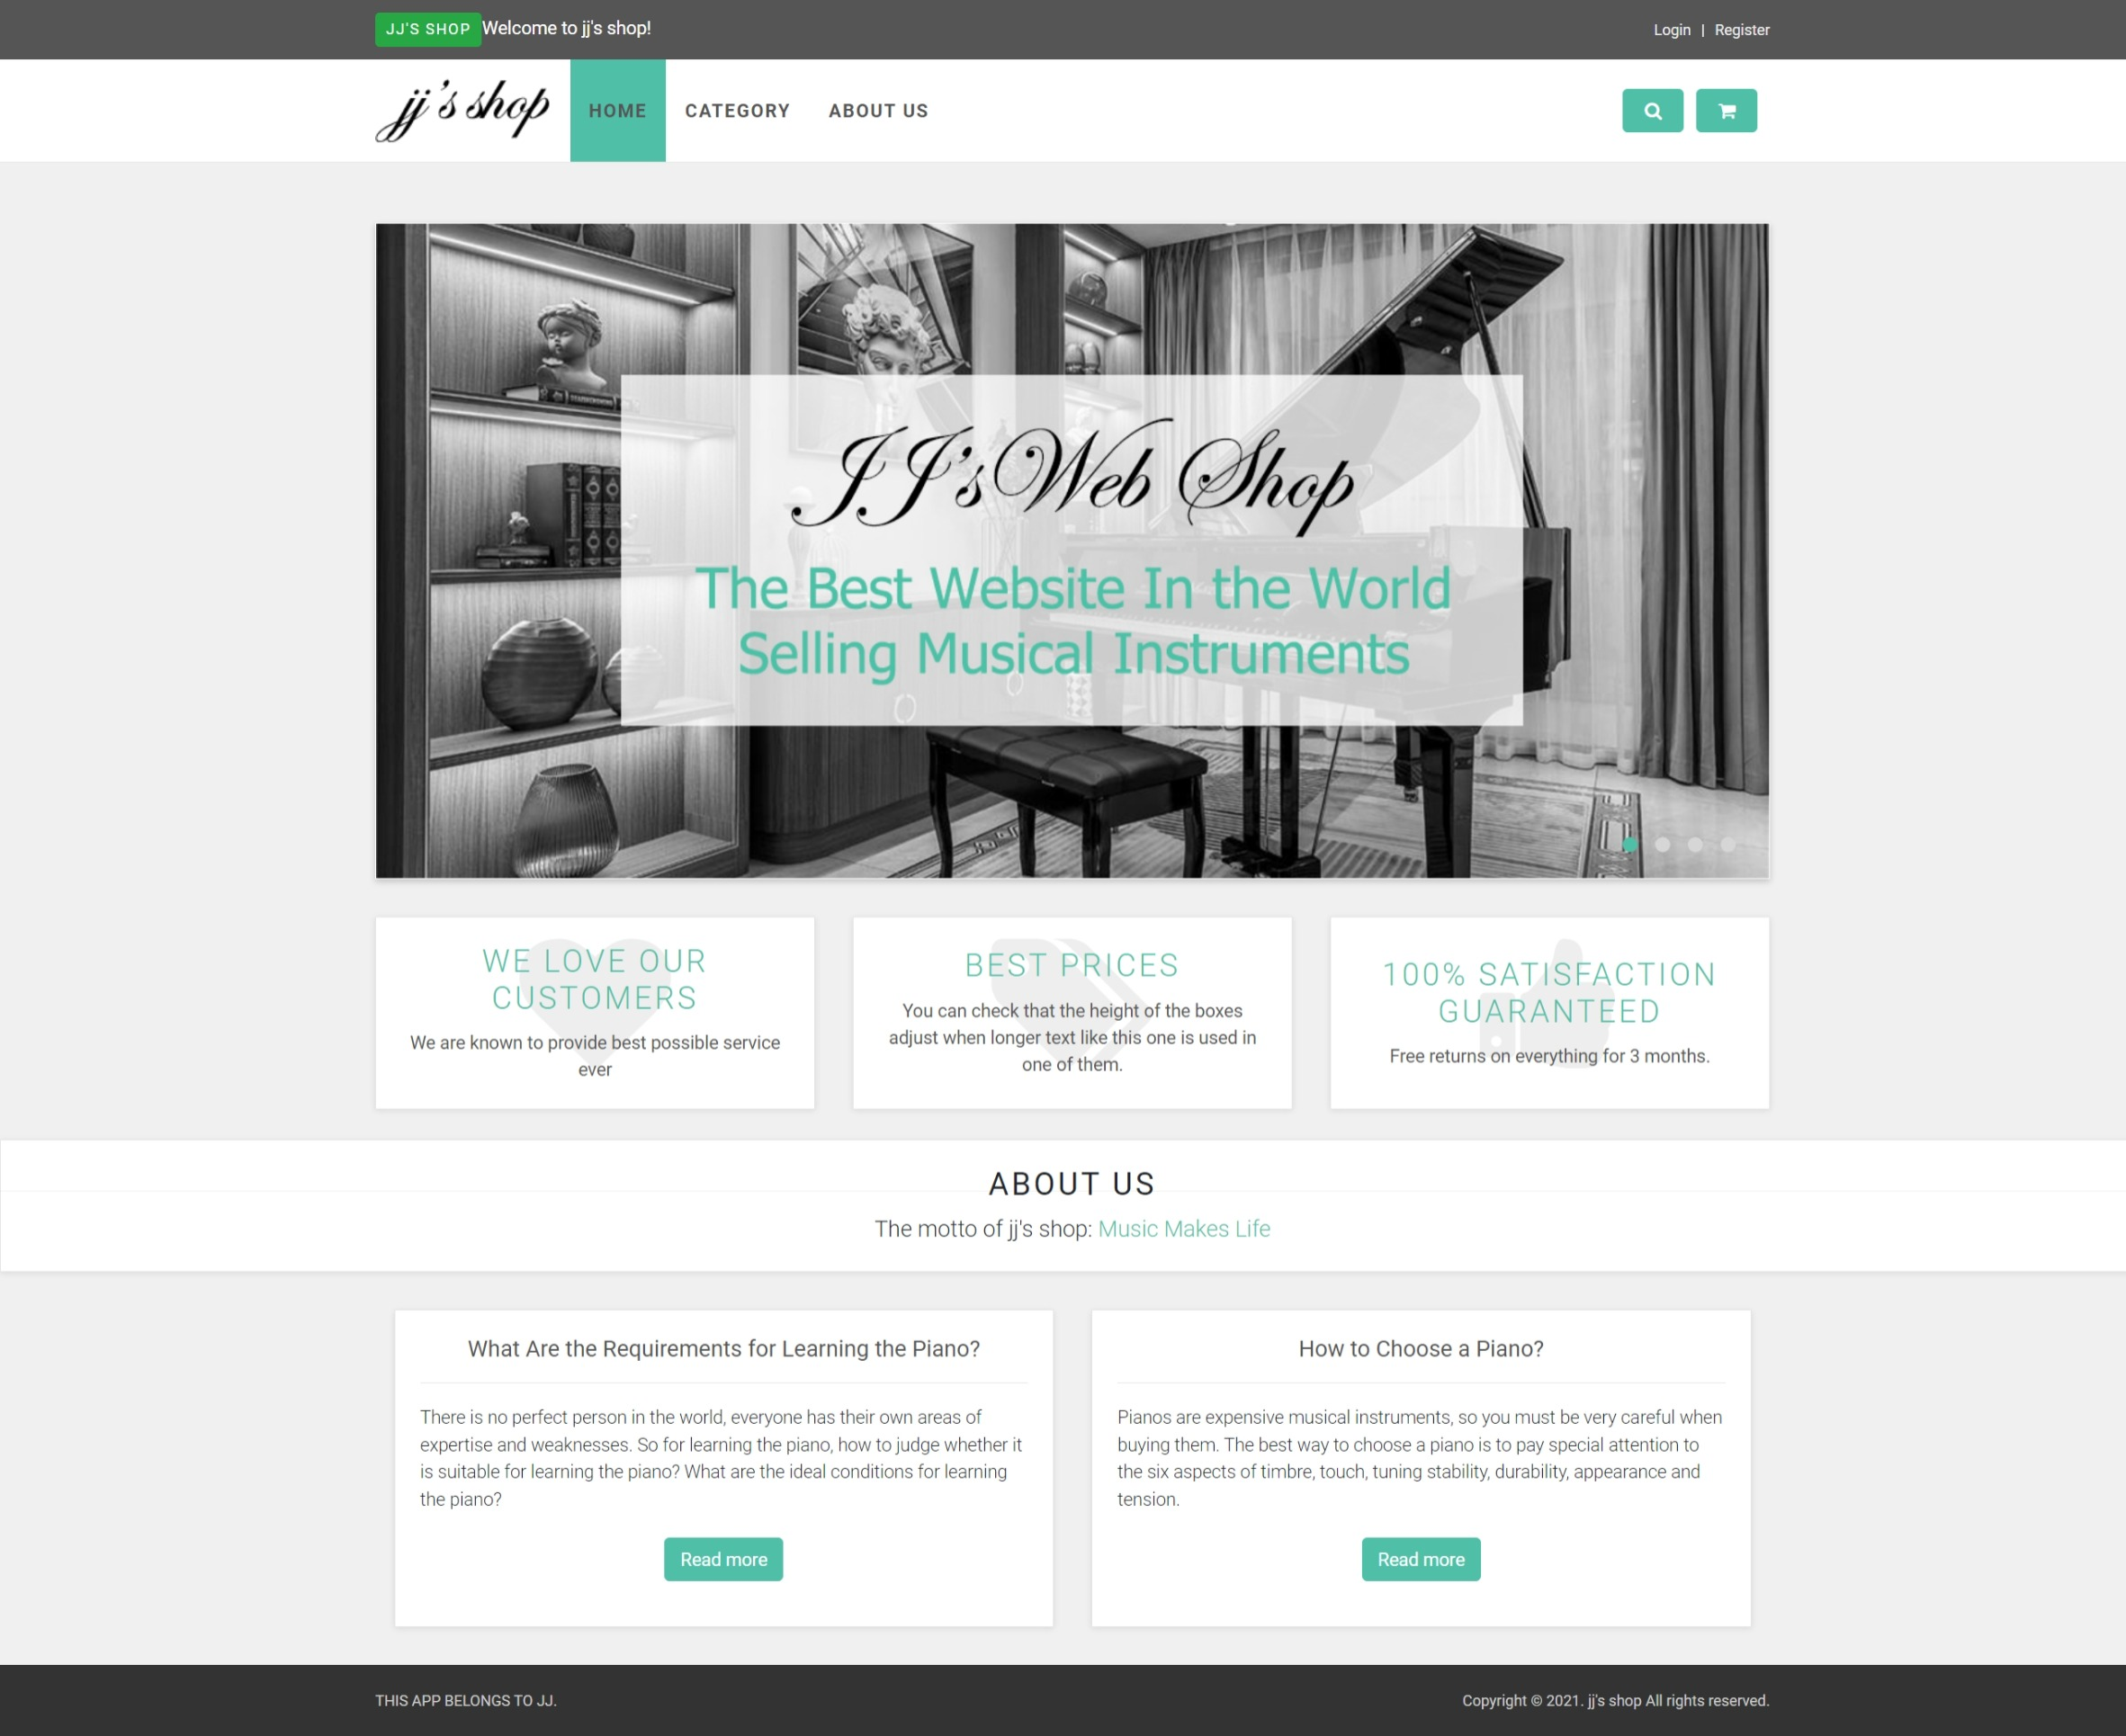 JJ'S SHOP Welcome to jj's shop!
Login | Register
jj's shop
HOME CATEGORY ABOUT US
JJ's Web Shop
The Best Website In the World
Selling Musical Instruments
WE LOVE OUR
CUSTOMERS
We are known to provide best possible service
ever
BEST PRICES
You can check that the height of the boxes
adjust when longer text like this one is used in
one of them.
100% SATISFACTION
GUARANTEED
Free returns on everything for 3 months.
ABOUT US
The motto of jj's shop: Music Makes Life
What Are the Requirements for Learning the Piano?
There is no perfect person in the world, everyone has their own areas of
expertise and weaknesses. So for learning the piano, how to judge whether it
is suitable for learning the piano? What are the ideal conditions for learning
the piano?
Read more
How to Choose a Piano?
Pianos are expensive musical instruments, so you must be very careful when
buying them. The best way to choose a piano is to pay special attention to
the six aspects of timbre, touch, tuning stability, durability, appearance and
tension.
Read more
THIS APP BELONGS TO JJ.
Copyright © 2021. jj's shop All rights reserved.